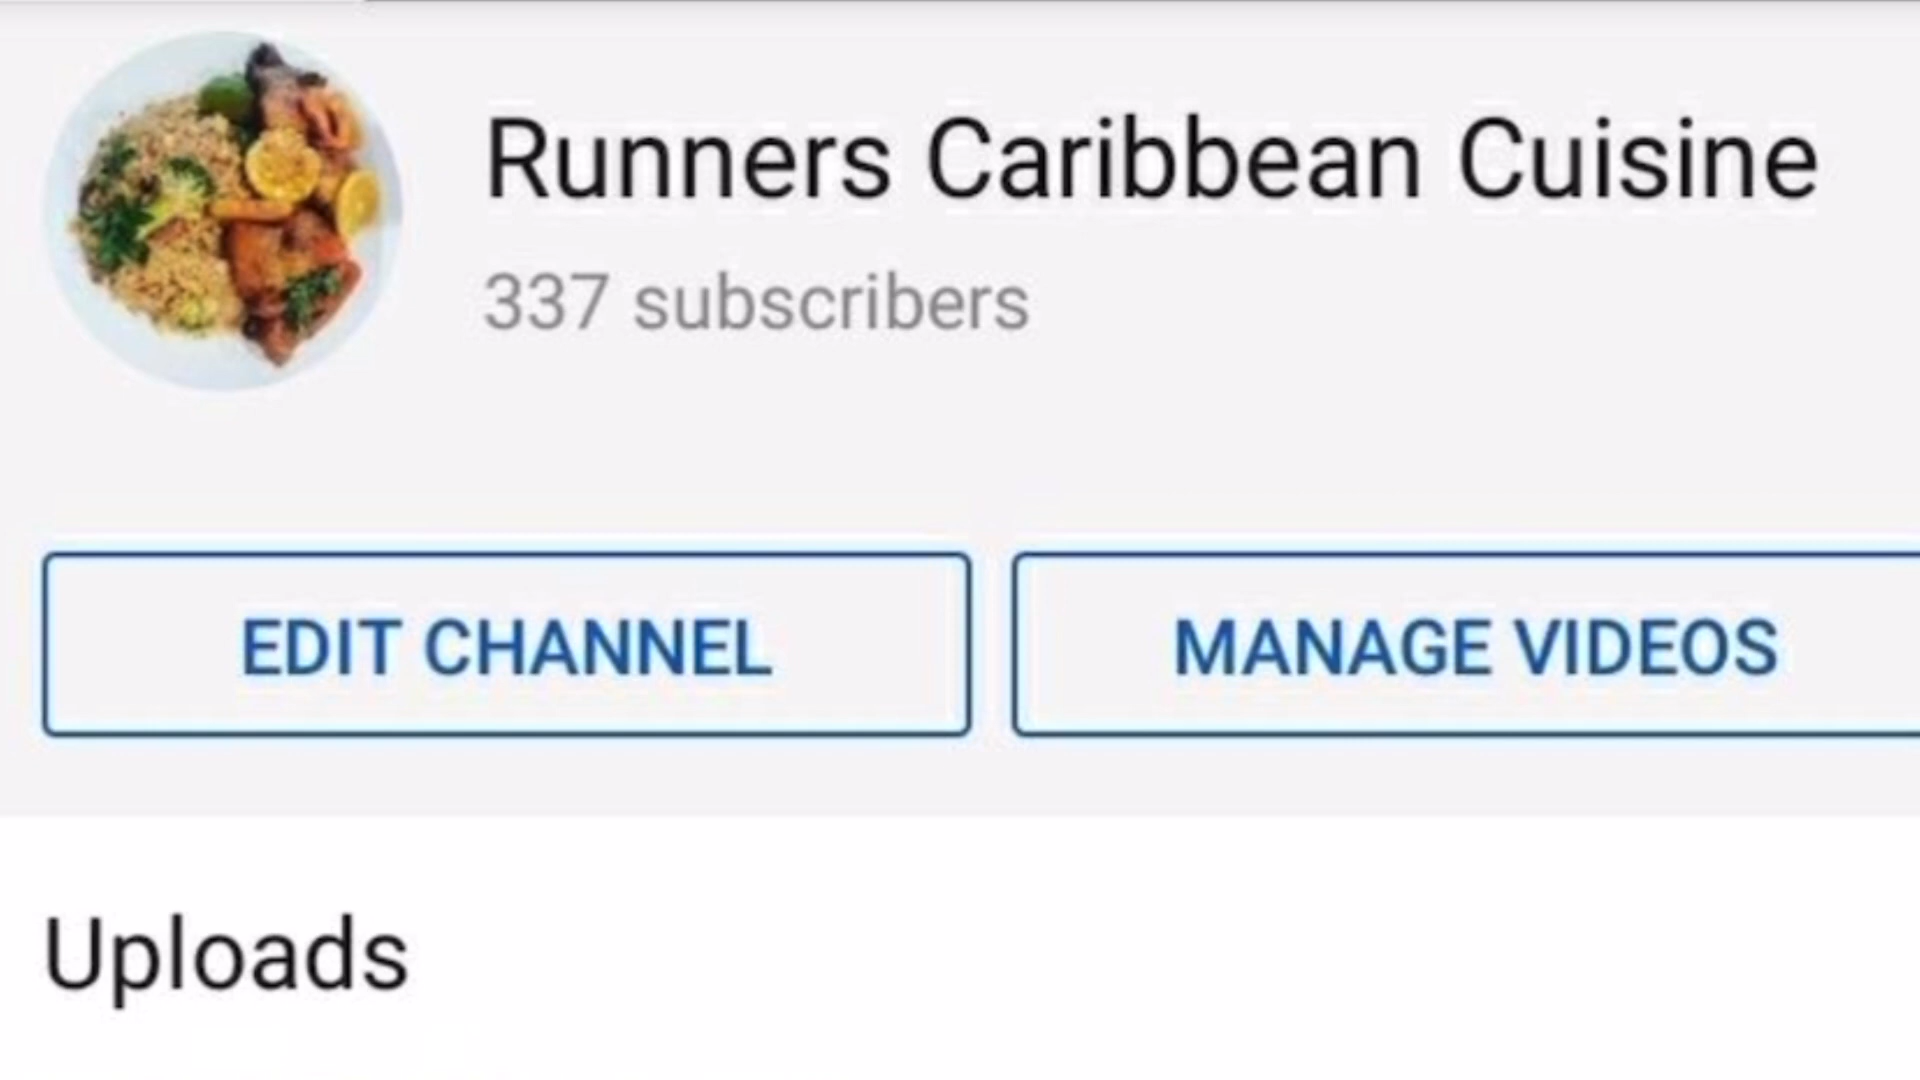 Runners Caribbean Cuisine
337 subscribers
EDIT CHANNEL
MANAGE VIDEOS
Uploads